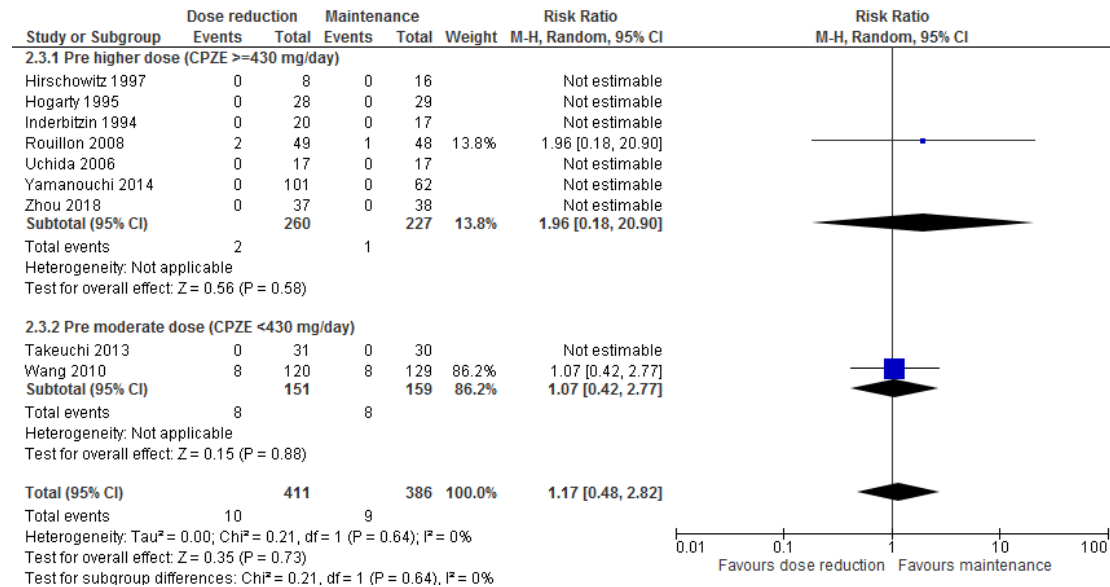 Dose reduction Maintenance Risk Ratio Risk Ratio
Study or Subgroup Events Total Events Total Weight M-H, Random, 95% CI M-H, Random, 95% CI
2.3.1 Pre higher dose (CPZE >=430 mg/day)
Hirschowitz 1997 0 8 0 16 Not estimable
Hogarty 1995 0 28 0 29 Not estimable
Inderbitzin 1994 0 20 0 17 Not estimable
Rouillon 2008 2 49 1 48 13.8% 1.96 [0.18, 20.90]
Uchida 2006 0 17 0 17 Not estimable
Yamanouchi 2014 0 101 0 62 Not estimable
Zhou 2018 0 37 0 38 Not estimable
Subtotal (95% CI) 260 227 13.8% 1.96 [0.18, 20.90]
Total events 2 1
Heterogeneity: Not applicable
Test for overall effect: Z = 0.56 (P = 0.58)
2.3.2 Pre moderate dose (CPZE <430 mg/day)
Takeuchi 2013 0 31 0 30 Not estimable
Wang 2010 8 120 8 129 86.2% 1.07 [0.42, 2.77]
Subtotal (95% CI) 151 159 86.2% 1.07 [0.42, 2.77]
Total events 8 8
Heterogeneity: Not applicable
Test for overall effect: Z = 0.15 (P = 0.88)
Total (95% CI) 411 386 100.0% 1.17 [0.48, 2.82]
Total events 10 9
Heterogeneity: Tau² = 0.00; Chi² = 0.21, df = 1 (P = 0.64); I² = 0%
Test for overall effect: Z = 0.35 (P = 0.73)
Test for subgroup differences: Chi² = 0.21, df = 1 (P = 0.64), I² = 0%
0.01 0.1 1 10 100
Favours dose reduction Favours maintenance